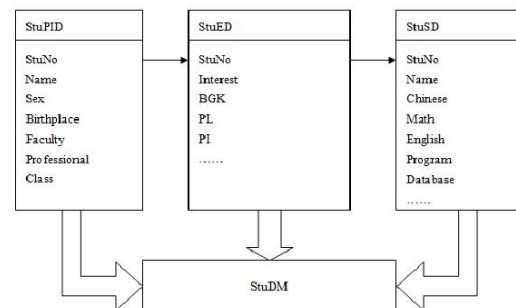 StuPID
StuNo
Name
Sex
Birthplace
Faculty
Professional
Class
StuED
StuNo
Interest
BGK
PL
PI
......
StuSD
StuNo
Name
Chinese
Math
English
Program
Database
......
StuDM